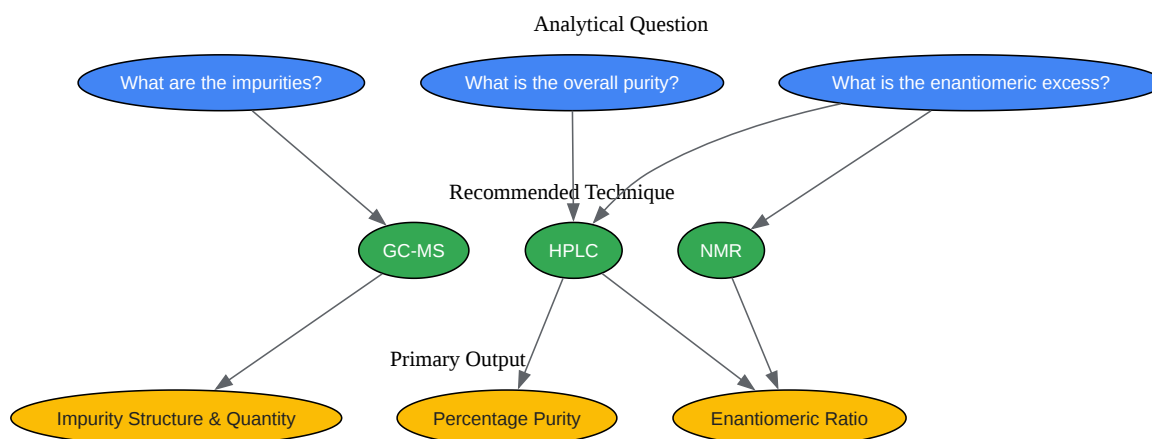 Analytical Question
What are the impurities?
What is the overall purity?
What is the enantiomeric excess?
Recommended Technique
GC-MS
HPLC
NMR
Primary Output
Impurity Structure & Quantity
Percentage Purity
Enantiomeric Ratio